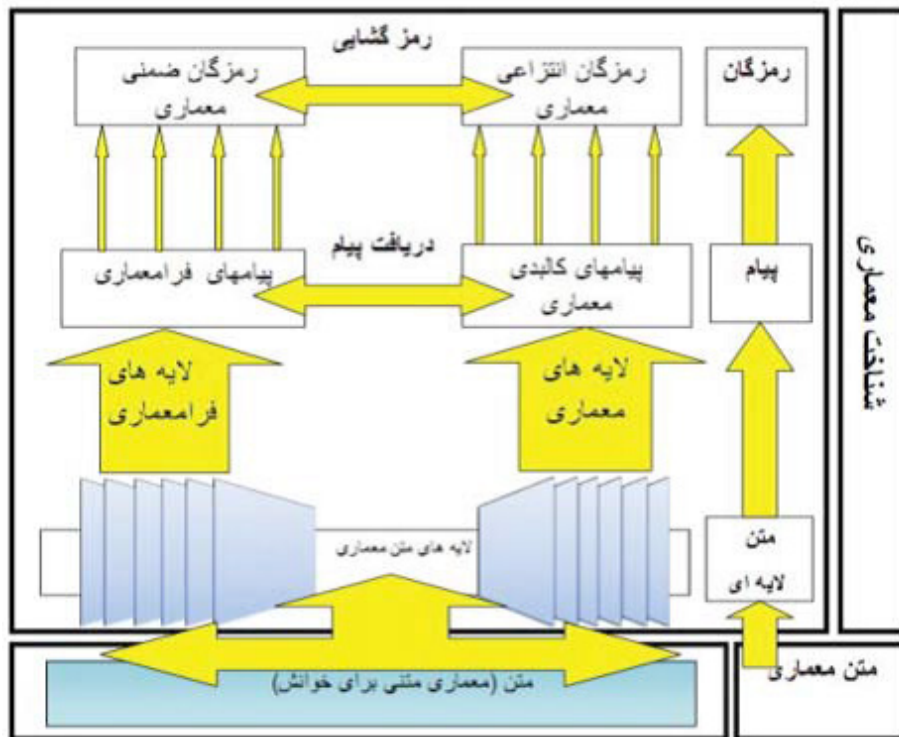 رمز گشایی
رمزگان
رمزگان انتزاعی
معماری
رمزگان ضمنی
معماری
دریافت پیام
پیام
پیامهای کالبدی
معماری
پیامهای فرامعماری
شناخت معماری
لایه های
معماری
لایه های
فرامعماری
متن
لایه ای
لایه های متن معماری
متن معماری
متن (معماری متنی برای خوانش)